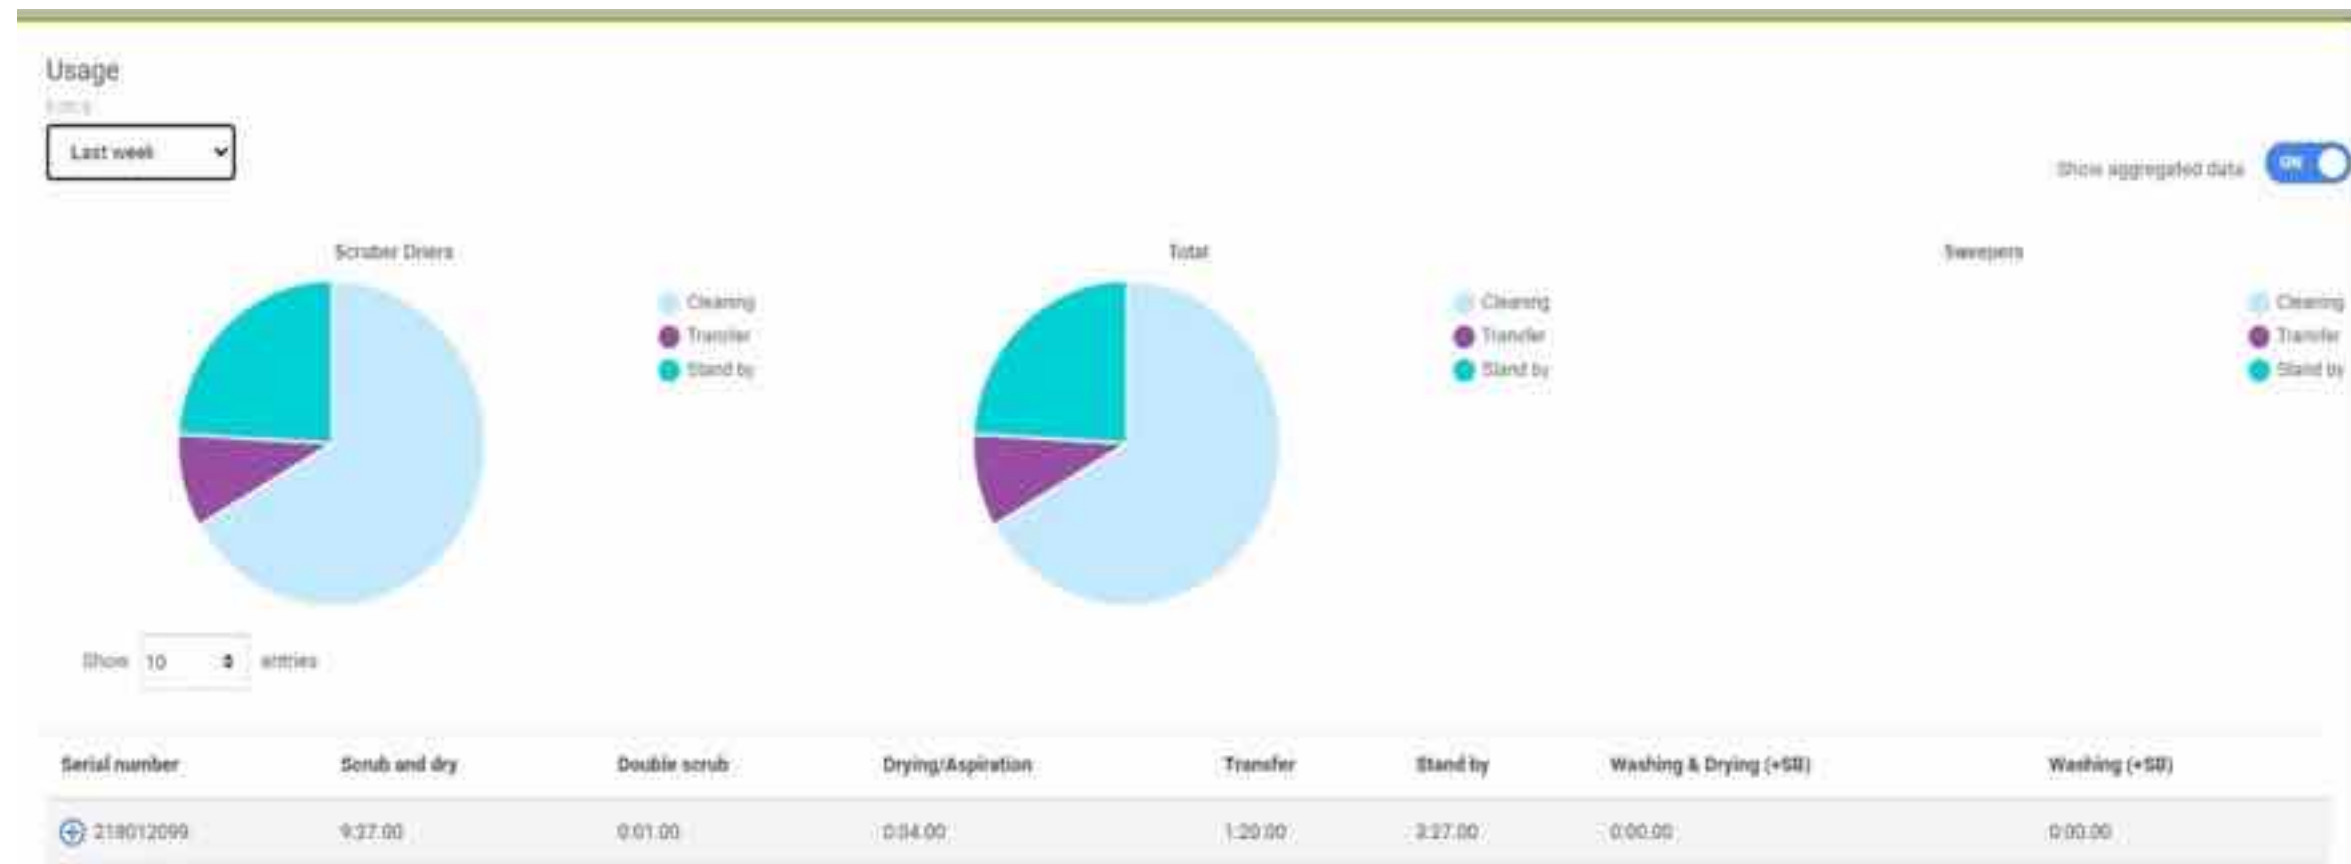 Usage
Last week
Show aggregated data ON
Scruber Driers
Cleaning
Transfer
Stand by
Total
Cleaning
Transfer
Stand by
Sweepers
Cleaning
Transfer
Stand by
Show 10 entries
Serial number Scrub and dry Double scrub Drying/Aspiration Transfer Stand by Washing & Drying (+SB) Washing (+SB)
218012099 9:27:00 0:01:00 0:04:00 1:20:00 3:27:00 0:00:00 0:00:00